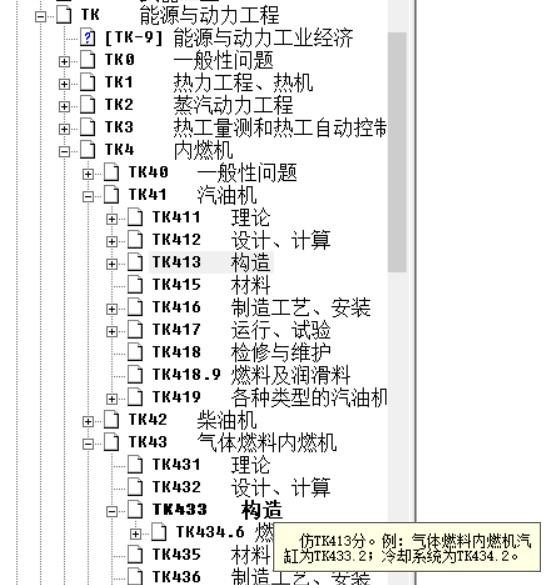 TK 能源与动力工程
[TK-9] 能源与动力工业经济
TK0 一般性问题
TK1 热力工程、热机
TK2 蒸汽动力工程
TK3 热工量测和热工自动控制
TK4 内燃机
TK40 一般性问题
TK41 汽油机
TK411 理论
TK412 设计、计算
TK413 构造
TK415 材料
TK416 制造工艺、安装
TK417 运行、试验
TK418 检修与维护
TK418.9 燃料及润滑料
TK419 各种类型的汽油机
TK42 柴油机
TK43 气体燃料内燃机
TK431 理论
TK432 设计、计算
TK433 构造
TK434.6 燃
仿TK413分。例：气体燃料内燃机汽
缸为TK433.2；冷却系统为TK434.2。
TK435 材料
TK436 制造工艺、安装